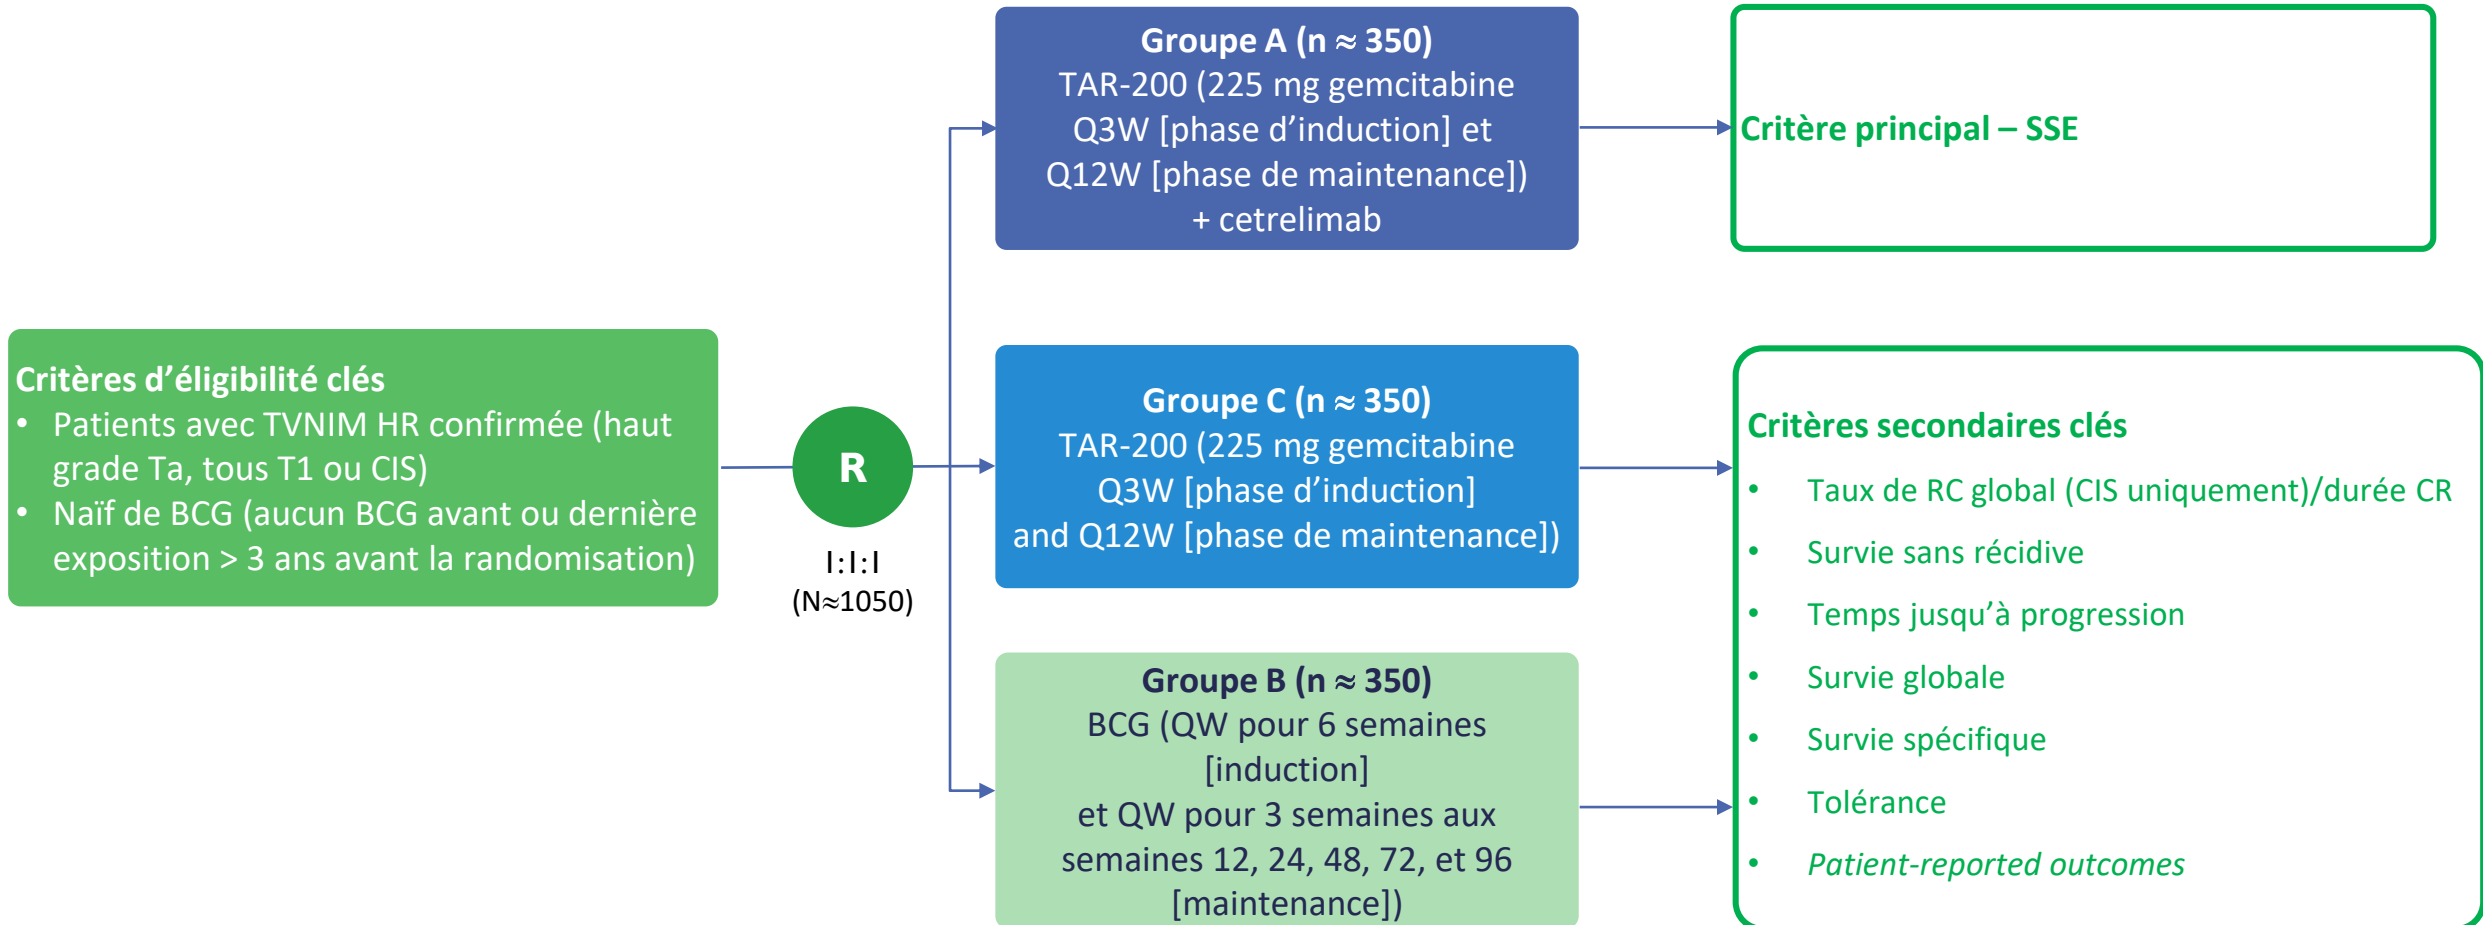 Critères d’éligibilité clés
• Patients avec TVNIM HR confirmée (haut
grade Ta, tous T1 ou CIS)
• Naïf de BCG (aucun BCG avant ou dernière
exposition > 3 ans avant la randomisation)
R
I:I:I
(N≈1050)
Groupe A (n ≈ 350)
TAR-200 (225 mg gemcitabine
Q3W [phase d’induction] et
Q12W [phase de maintenance])
+ cetrelimab
Groupe C (n ≈ 350)
TAR-200 (225 mg gemcitabine
Q3W [phase d’induction]
and Q12W [phase de maintenance])
Groupe B (n ≈ 350)
BCG (QW pour 6 semaines
[induction]
et QW pour 3 semaines aux
semaines 12, 24, 48, 72, et 96
[maintenance])
Critère principal – SSE
Critères secondaires clés
• Taux de RC global (CIS uniquement)/durée CR
• Survie sans récidive
• Temps jusqu’à progression
• Survie globale
• Survie spécifique
• Tolérance
• Patient-reported outcomes